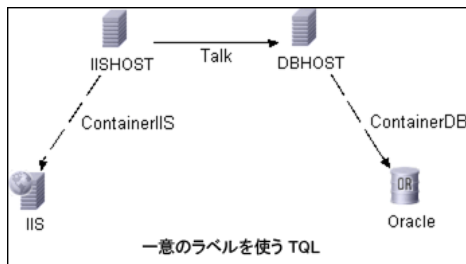 IISHOST
Talk
DBHOST
ContainerIIS
ContainerDB
IIS
OR
Oracle
一意のラベルを使う TQL